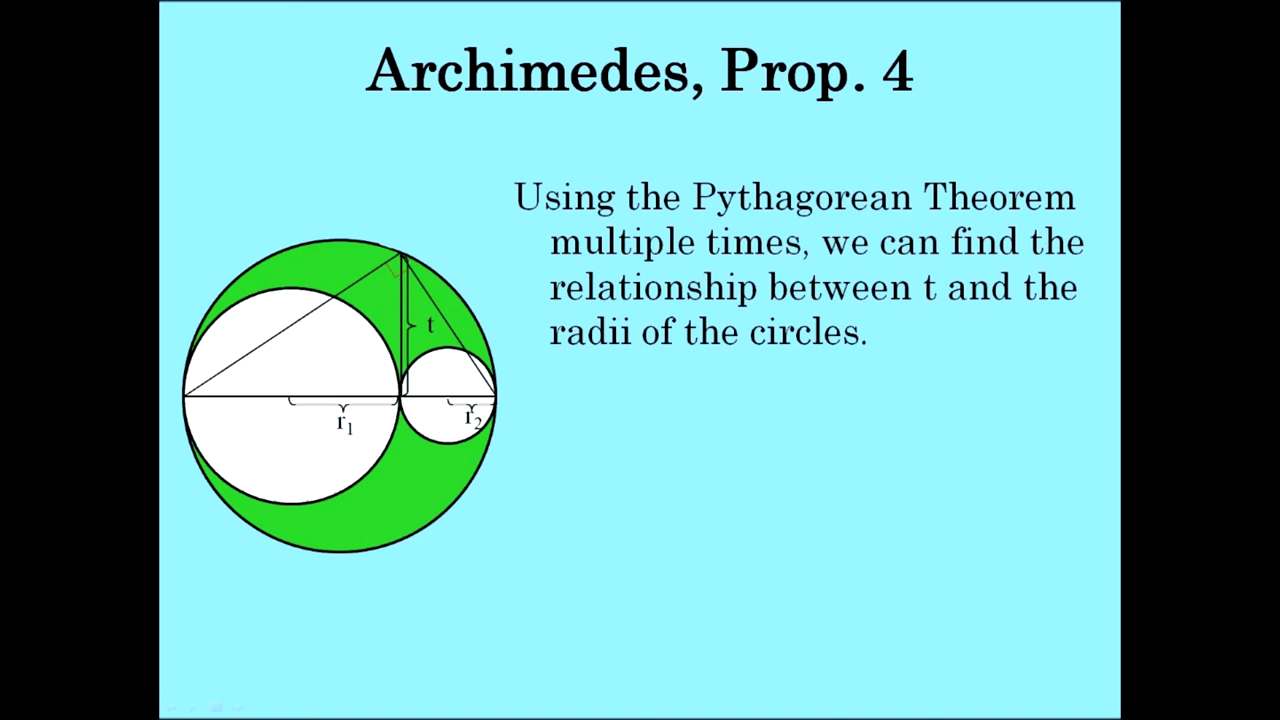 Archimedes, Prop. 4
Using the Pythagorean Theorem
multiple times, we can find the
relationship between t and the
radii of the circles.
t
r₁
r₂